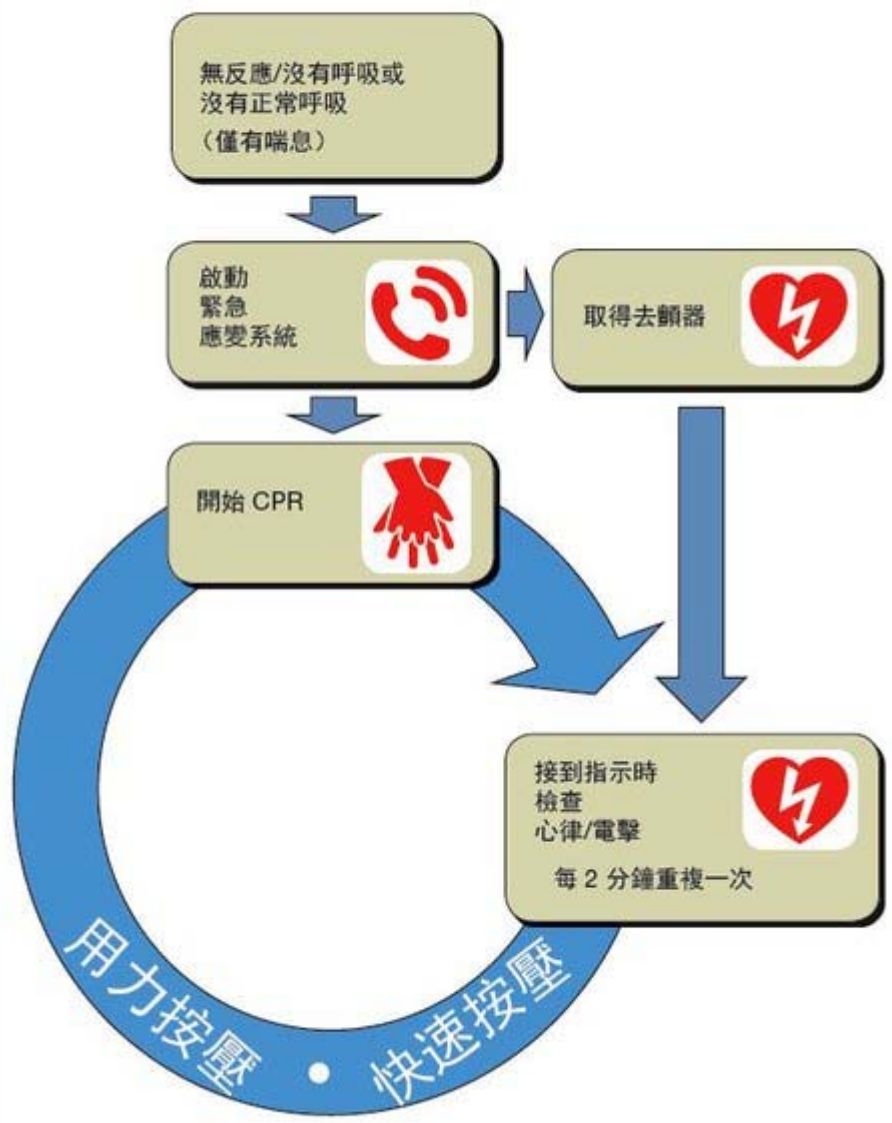 無反應/沒有呼吸或
沒有正常呼吸
（僅有喘息）
啟動
緊急
應變系統
取得去顫器
開始 CPR
接到指示時
檢查
心律/電擊
每 2 分鐘重複一次
用力按壓 • 快速按壓